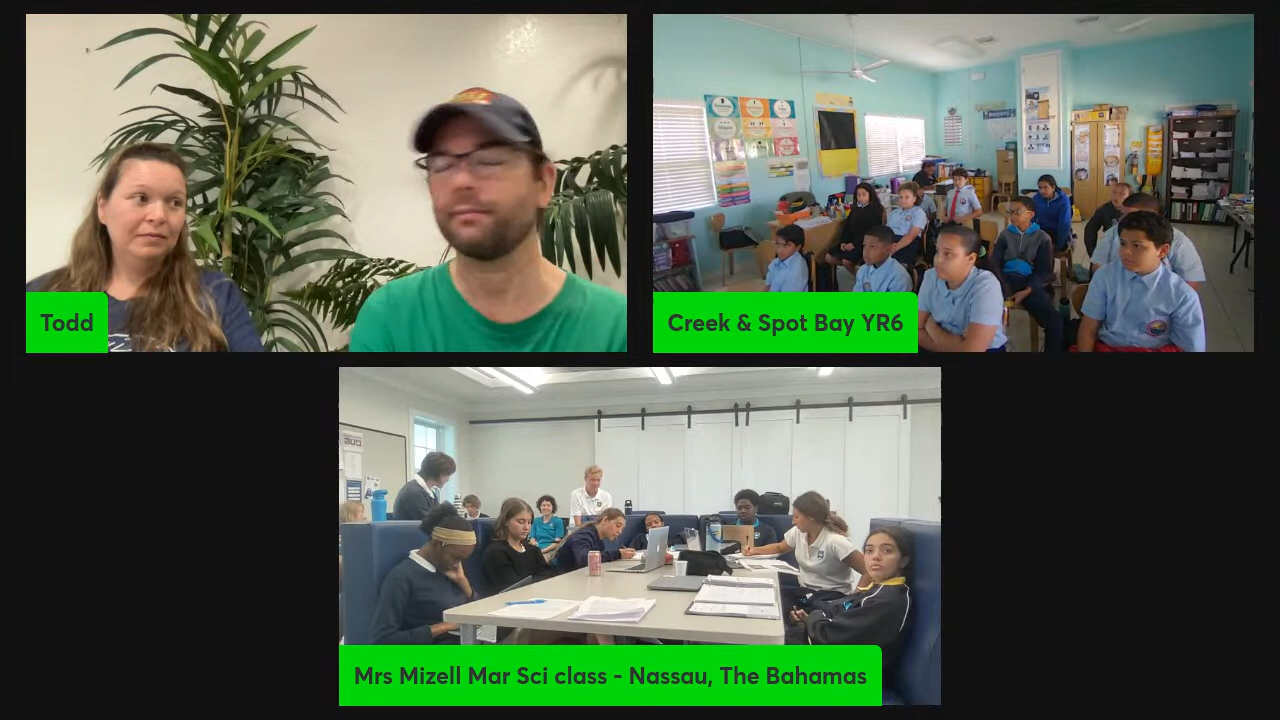 Todd
Creek & Spot Bay YR6
Mrs Mizell Mar Sci class - Nassau, The Bahamas